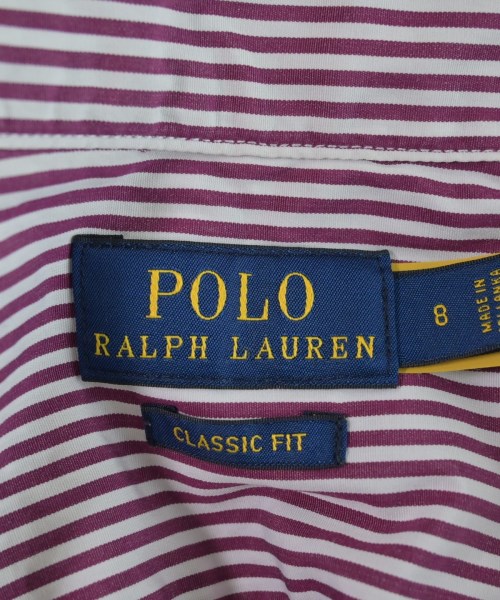 POLO
RALPH LAUREN
8
MADE IN
CLASSIC FIT